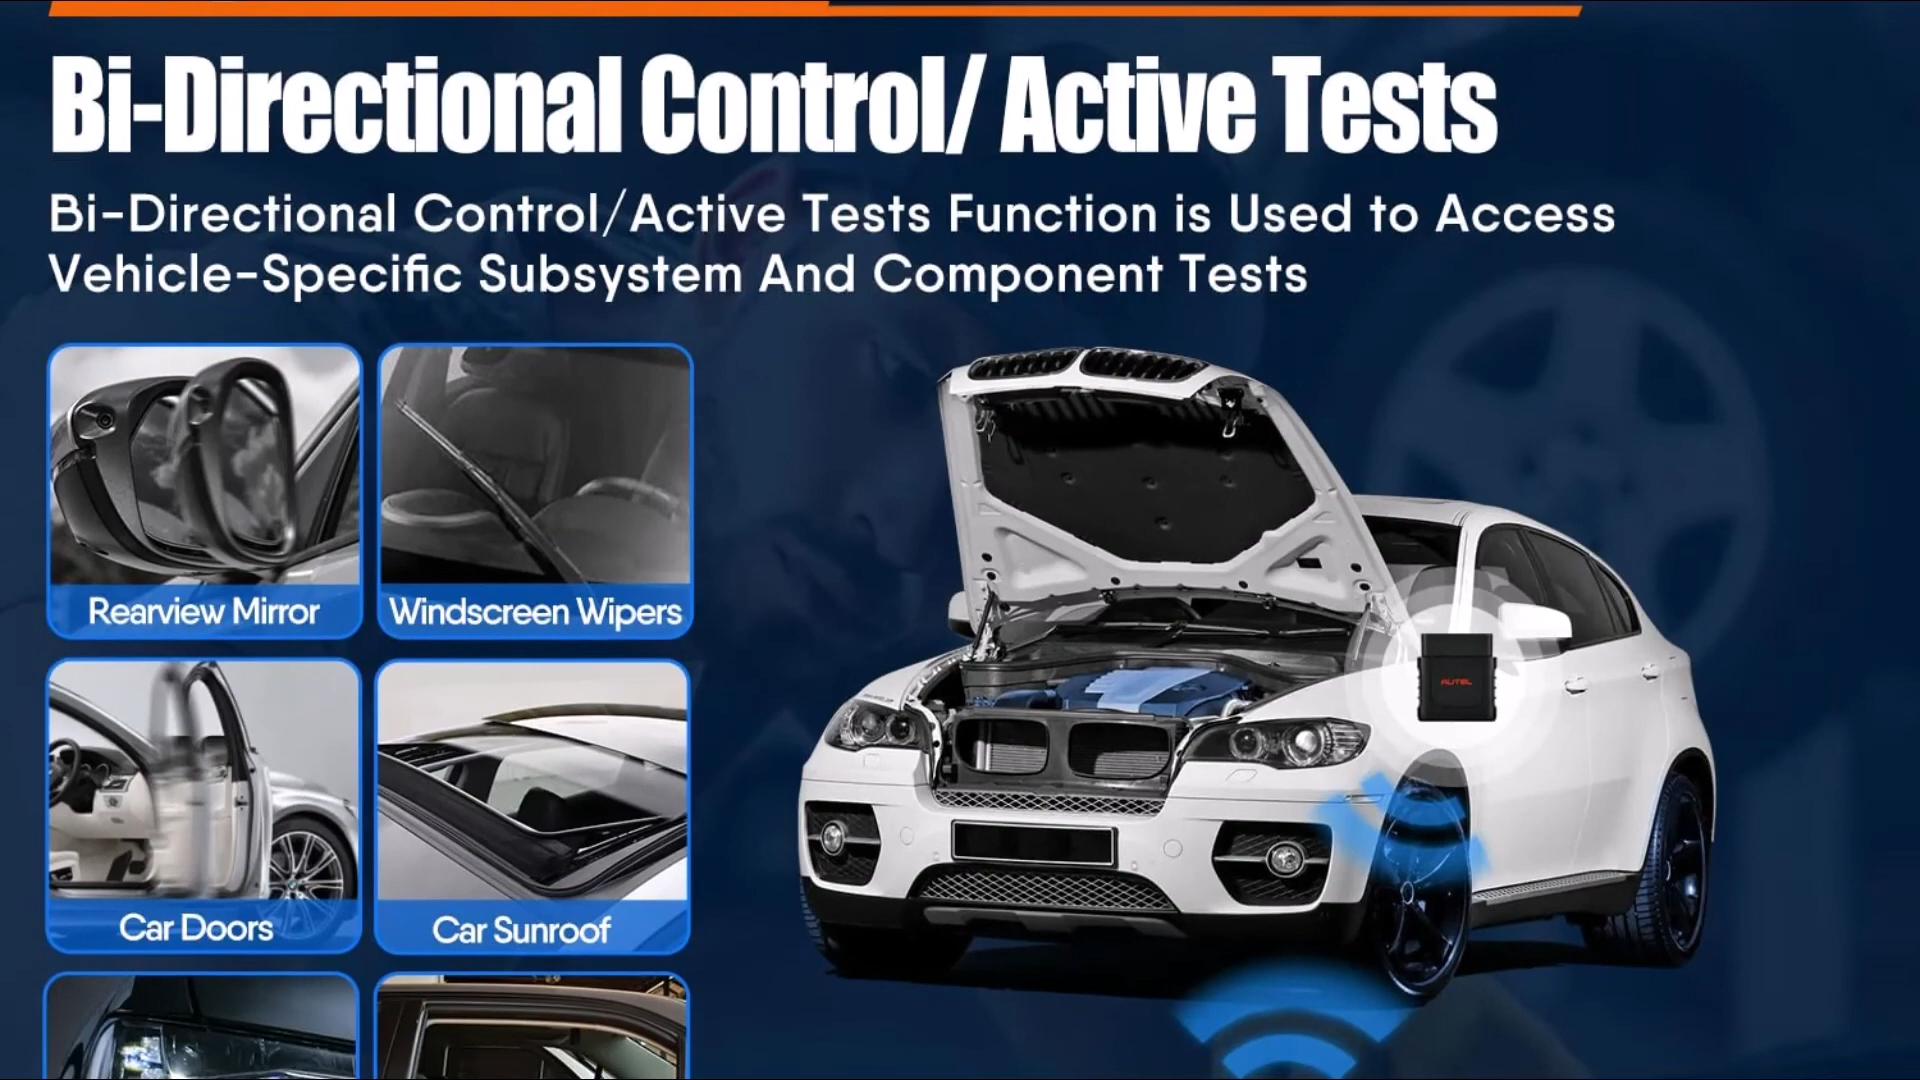 Bi-Directional Control/ Active Tests
Bi-Directional Control/Active Tests Function is Used to Access
Vehicle-Specific Subsystem And Component Tests
Rearview Mirror
Windscreen Wipers
AUTEL
Car Doors
Car Sunroof